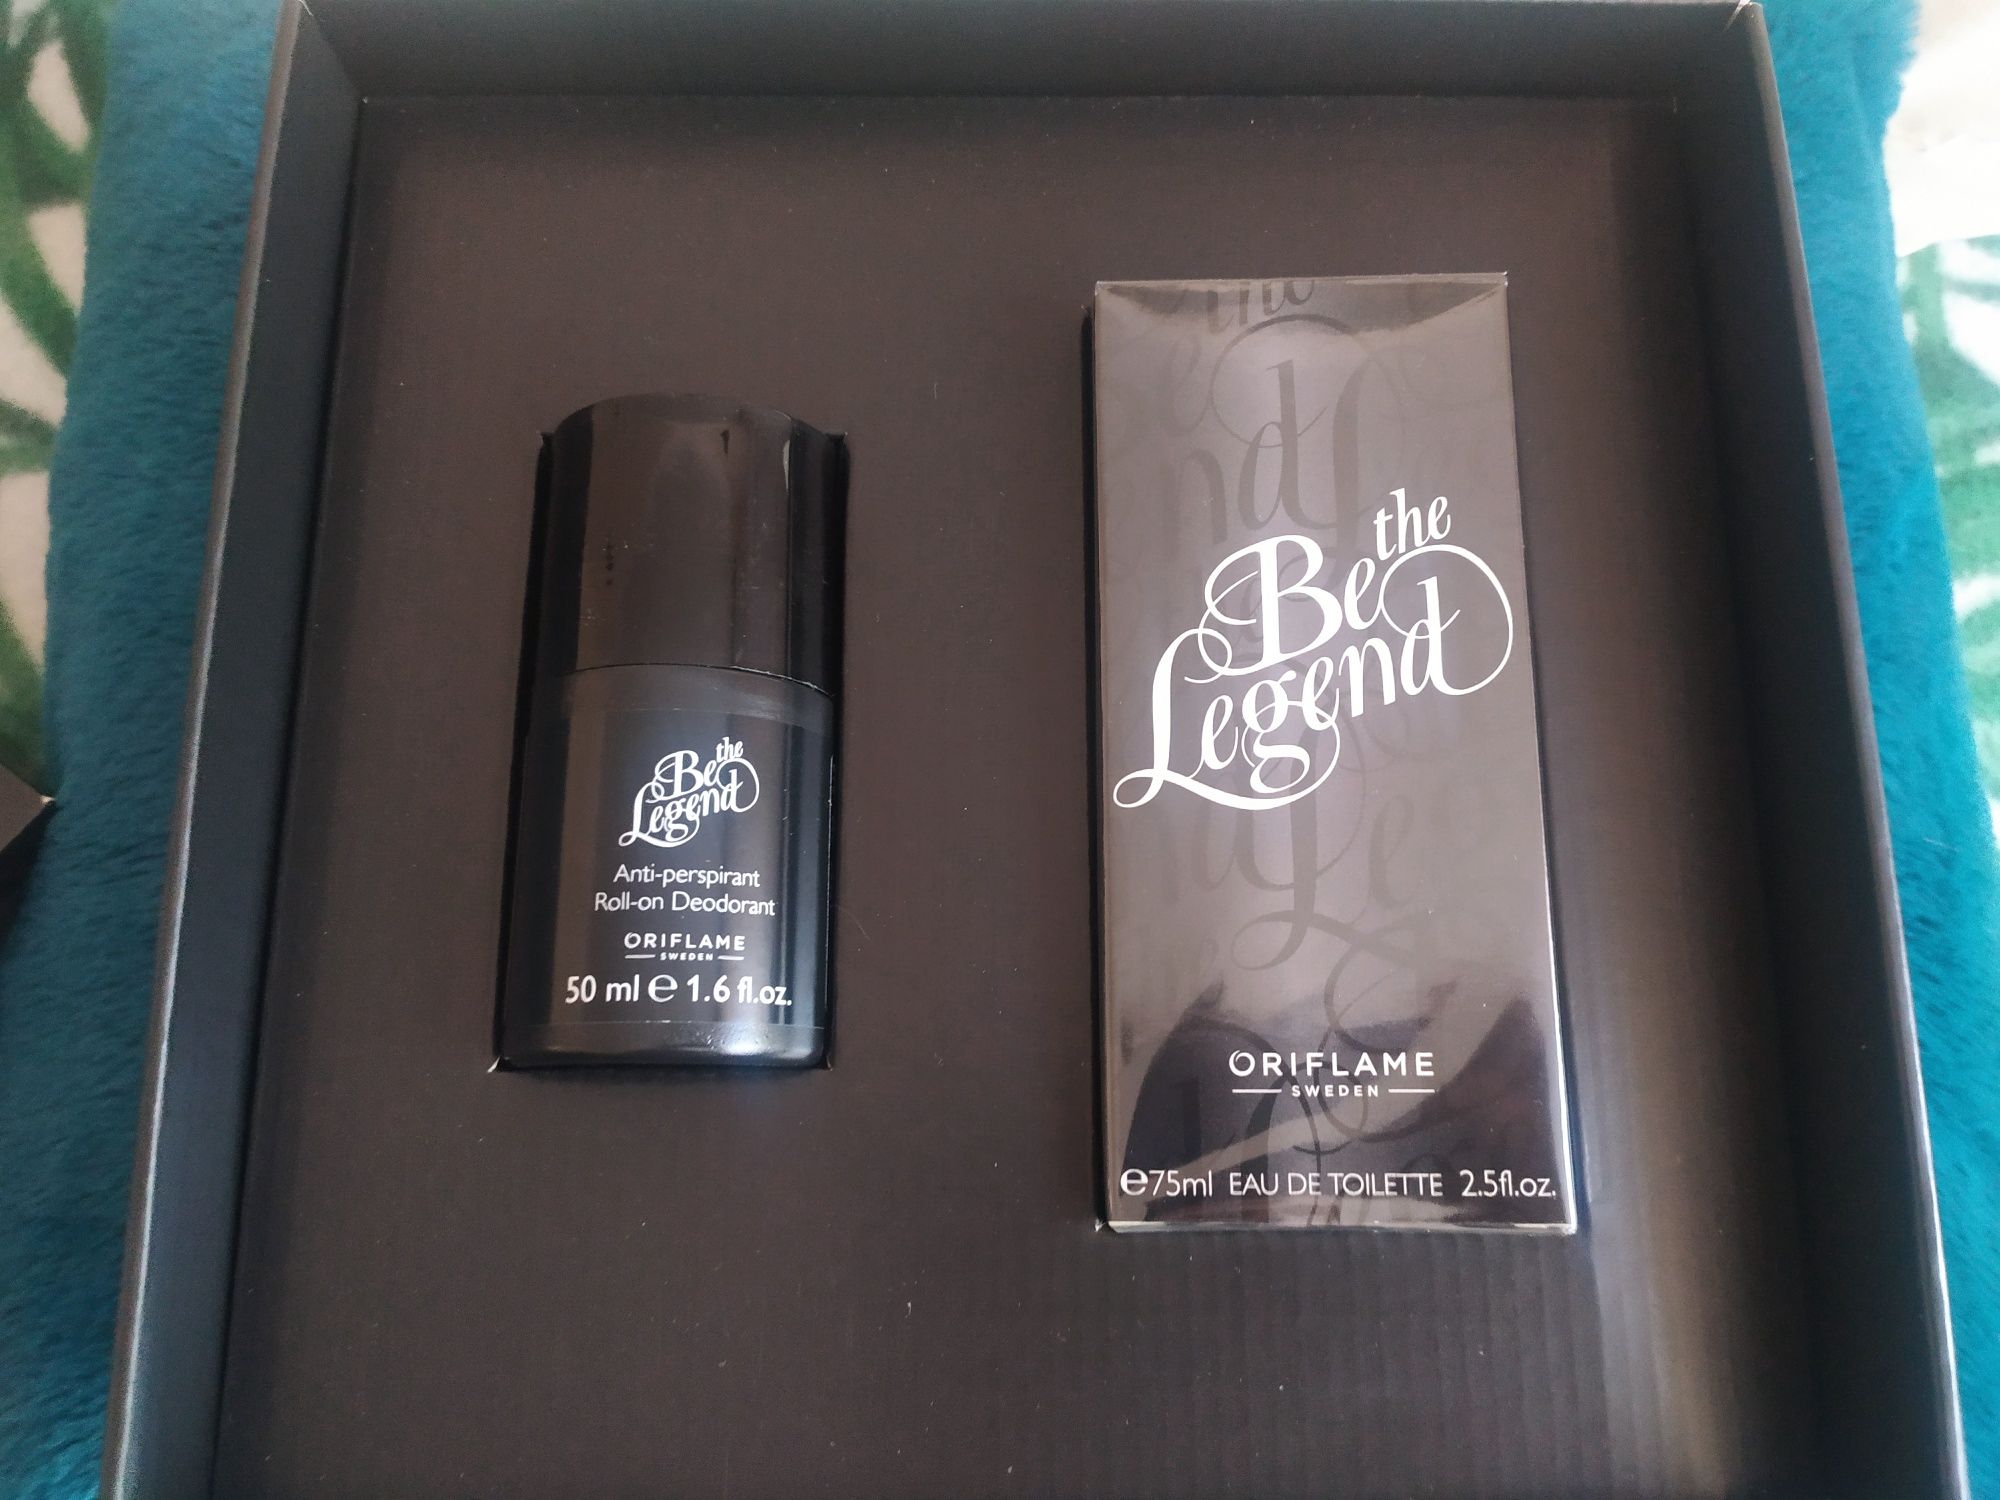 Be the
Legend
Anti-perspirant
Roll-on Deodorant
ORIFLAME
SWEDEN
50 ml ℮ 1.6 fl.oz.
Be the
Legend
ORIFLAME
SWEDEN
℮75ml EAU DE TOILETTE 2.5fl.oz.